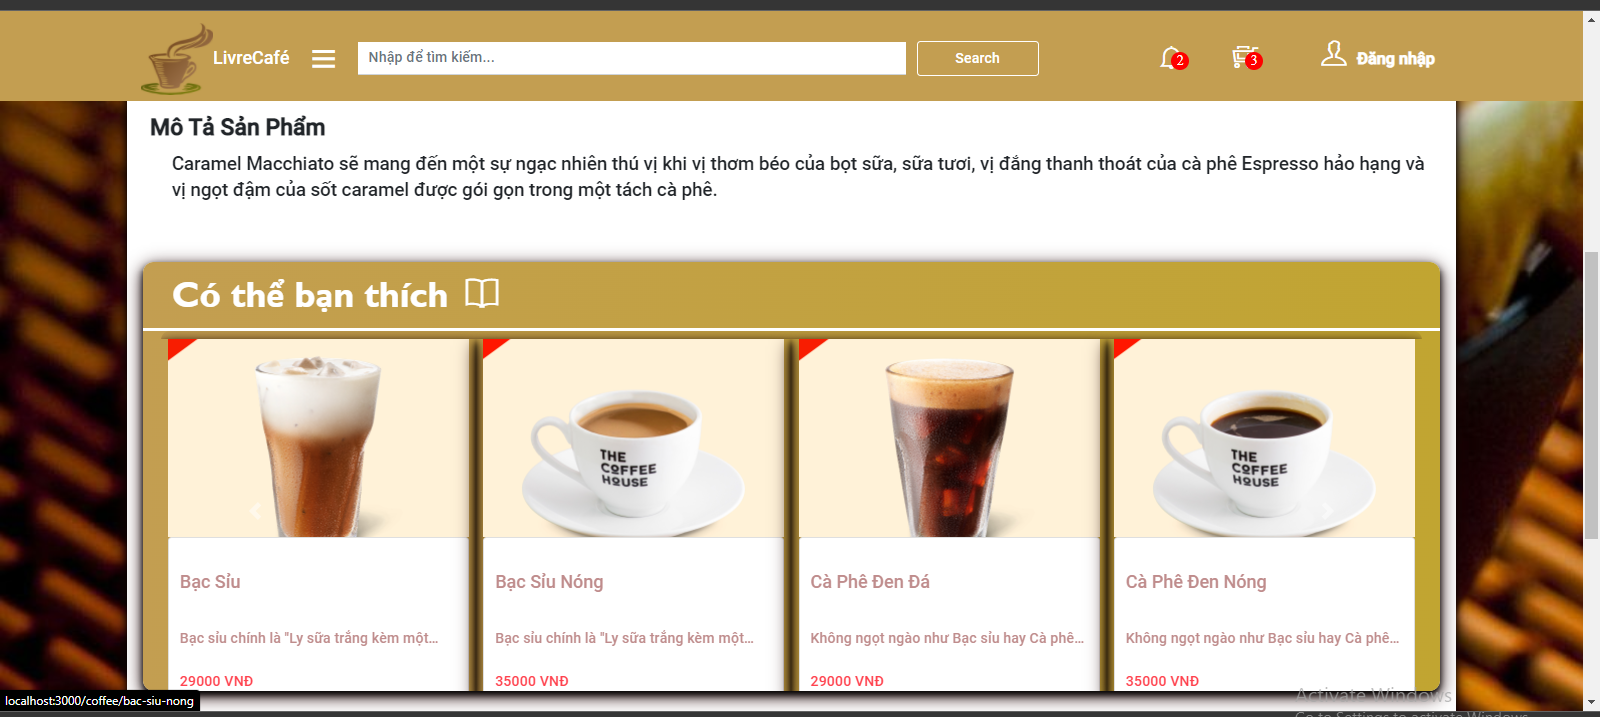 LivreCafé
Nhập để tìm kiếm...
Search
2
3
Đăng nhập
Mô Tả Sản Phẩm
Caramel Macchiato sẽ mang đến một sự ngạc nhiên thú vị khi vị thơm béo của bọt sữa, sữa tươi, vị đắng thanh thoát của cà phê Espresso hảo hạng và
vị ngọt đậm của sốt caramel được gói gọn trong một tách cà phê.
Có thể bạn thích
THE
COFFEE
HOUSE
THE
COFFEE
HOUSE
Bạc Sỉu
Bạc Sỉu Nóng
Cà Phê Đen Đá
Cà Phê Đen Nóng
Bạc sỉu chính là "Ly sữa trắng kèm một...
Bạc sỉu chính là "Ly sữa trắng kèm một...
Không ngọt ngào như Bạc sỉu hay Cà phê...
Không ngọt ngào như Bạc sỉu hay Cà phê...
29000 VNĐ
35000 VNĐ
29000 VNĐ
35000 VNĐ
localhost:3000/coffee/bac-siu-nong
Activate Windows
Go to Settings to activate Windows.